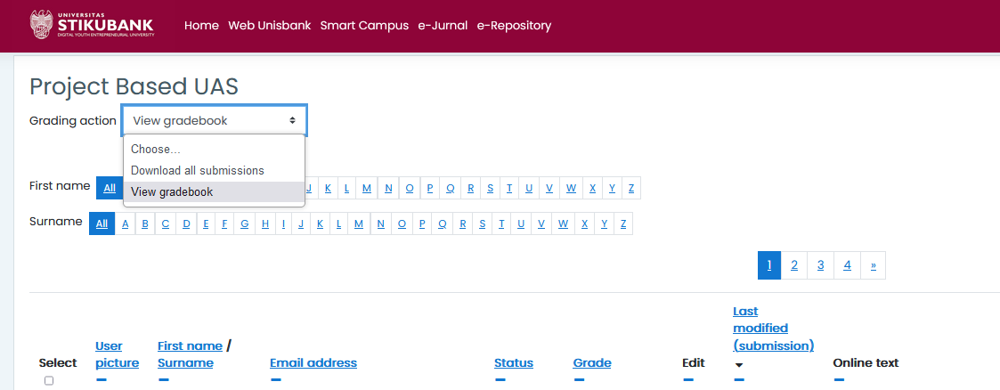 UNIVERSITAS
STIKUBANK
DIGITAL YOUTH ENTREPRENEURIAL UNIVERSITY
Home Web Unisbank Smart Campus e-Jurnal e-Repository
Project Based UAS
Grading action View gradebook
Choose...
Download all submissions
View gradebook
First name All J K L M N O P Q R S T U V W X Y Z
Surname All A B C D E F G H I J K L M N O P Q R S T U V W X Y Z
1 2 3 4 »
Select
User picture
First name / Surname
Email address
Status
Grade
Edit
Last modified (submission)
Online text